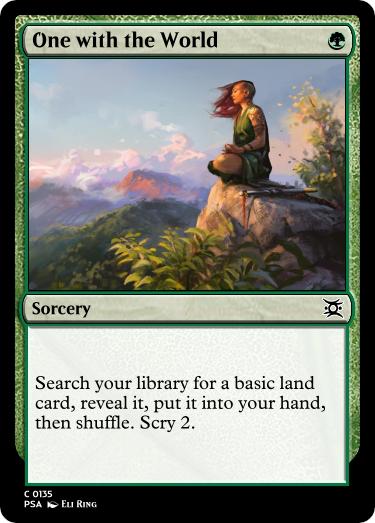 One with the World
Sorcery
Search your library for a basic land
card, reveal it, put it into your hand,
then shuffle. Scry 2.
C 0135
PSA Eli Ring